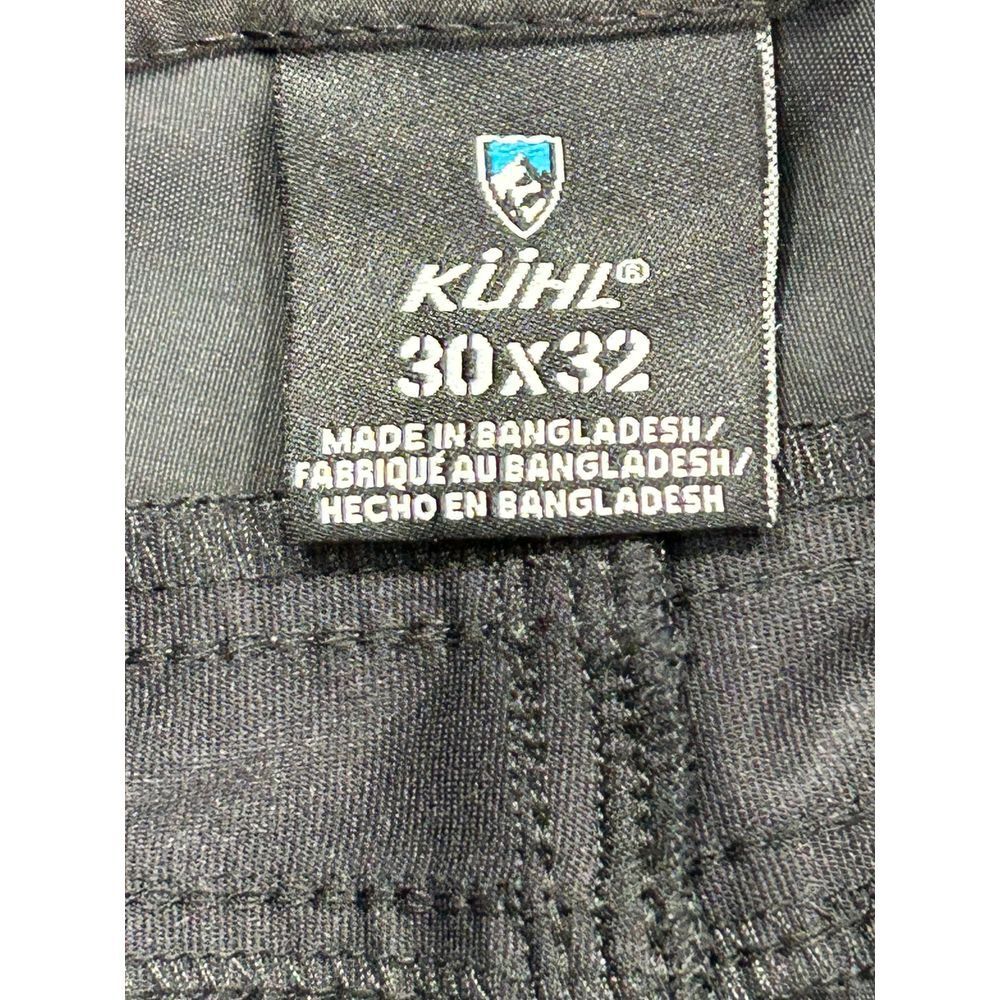 KÜHL®
30X32
MADE IN BANGLADESH/
FABRIQUÉ AU BANGLADESH/
HECHO EN BANGLADESH